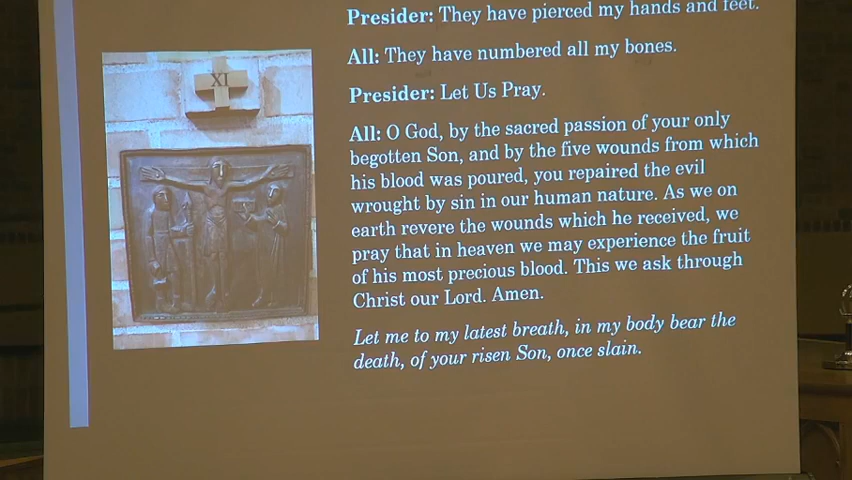 Presider: They have pierced my hands and feet.
All: They have numbered all my bones.
Presider: Let Us Pray.
XI
All: O God, by the sacred passion of your only
begotten Son, and by the five wounds from which
his blood was poured, you repaired the evil
wrought by sin in our human nature. As we on
earth revere the wounds which he received, we
pray that in heaven we may experience the fruit
of his most precious blood. This we ask through
Christ our Lord. Amen.
Let me to my latest breath, in my body bear the
death, of your risen Son, once slain.